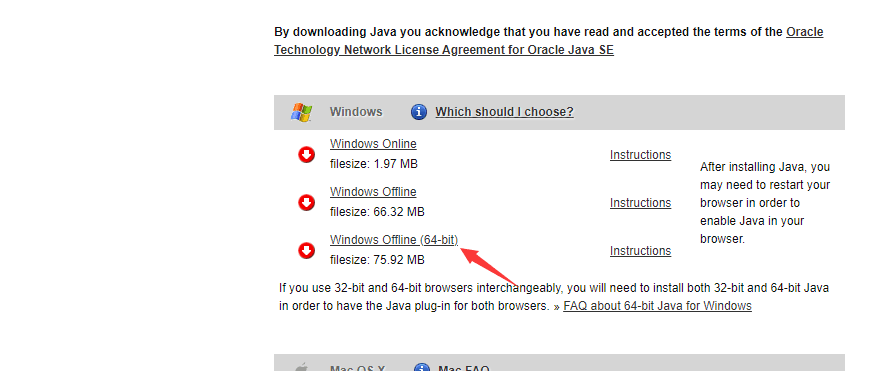 By downloading Java you acknowledge that you have read and accepted the terms of the Oracle
Technology Network License Agreement for Oracle Java SE
Windows Which should I choose?
Windows Online
filesize: 1.97 MB
Instructions
Windows Offline
filesize: 66.32 MB
Instructions
Windows Offline (64-bit)
filesize: 75.92 MB
Instructions
After installing Java, you
may need to restart your
browser in order to
enable Java in your
browser.
If you use 32-bit and 64-bit browsers interchangeably, you will need to install both 32-bit and 64-bit Java
in order to have the Java plug-in for both browsers. » FAQ about 64-bit Java for Windows
Mac OS X Mac FAQ